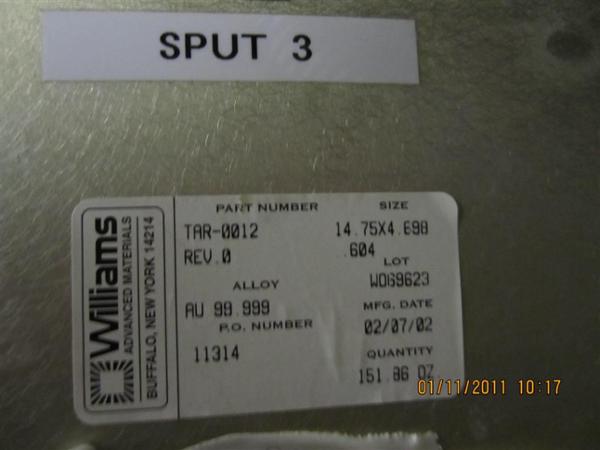 SPUT 3
Williams
ADVANCED MATERIALS
BUFFALO, NEW YORK 14214
PART NUMBER SIZE
TAR-0012 14.75X4.698
REV.0 .604
LOT
ALLOY WO69623
AU 99.999 MFG. DATE
P.O. NUMBER 02/07/02
11314 QUANTITY
151.86 OZ.
01/11/2011 10:17